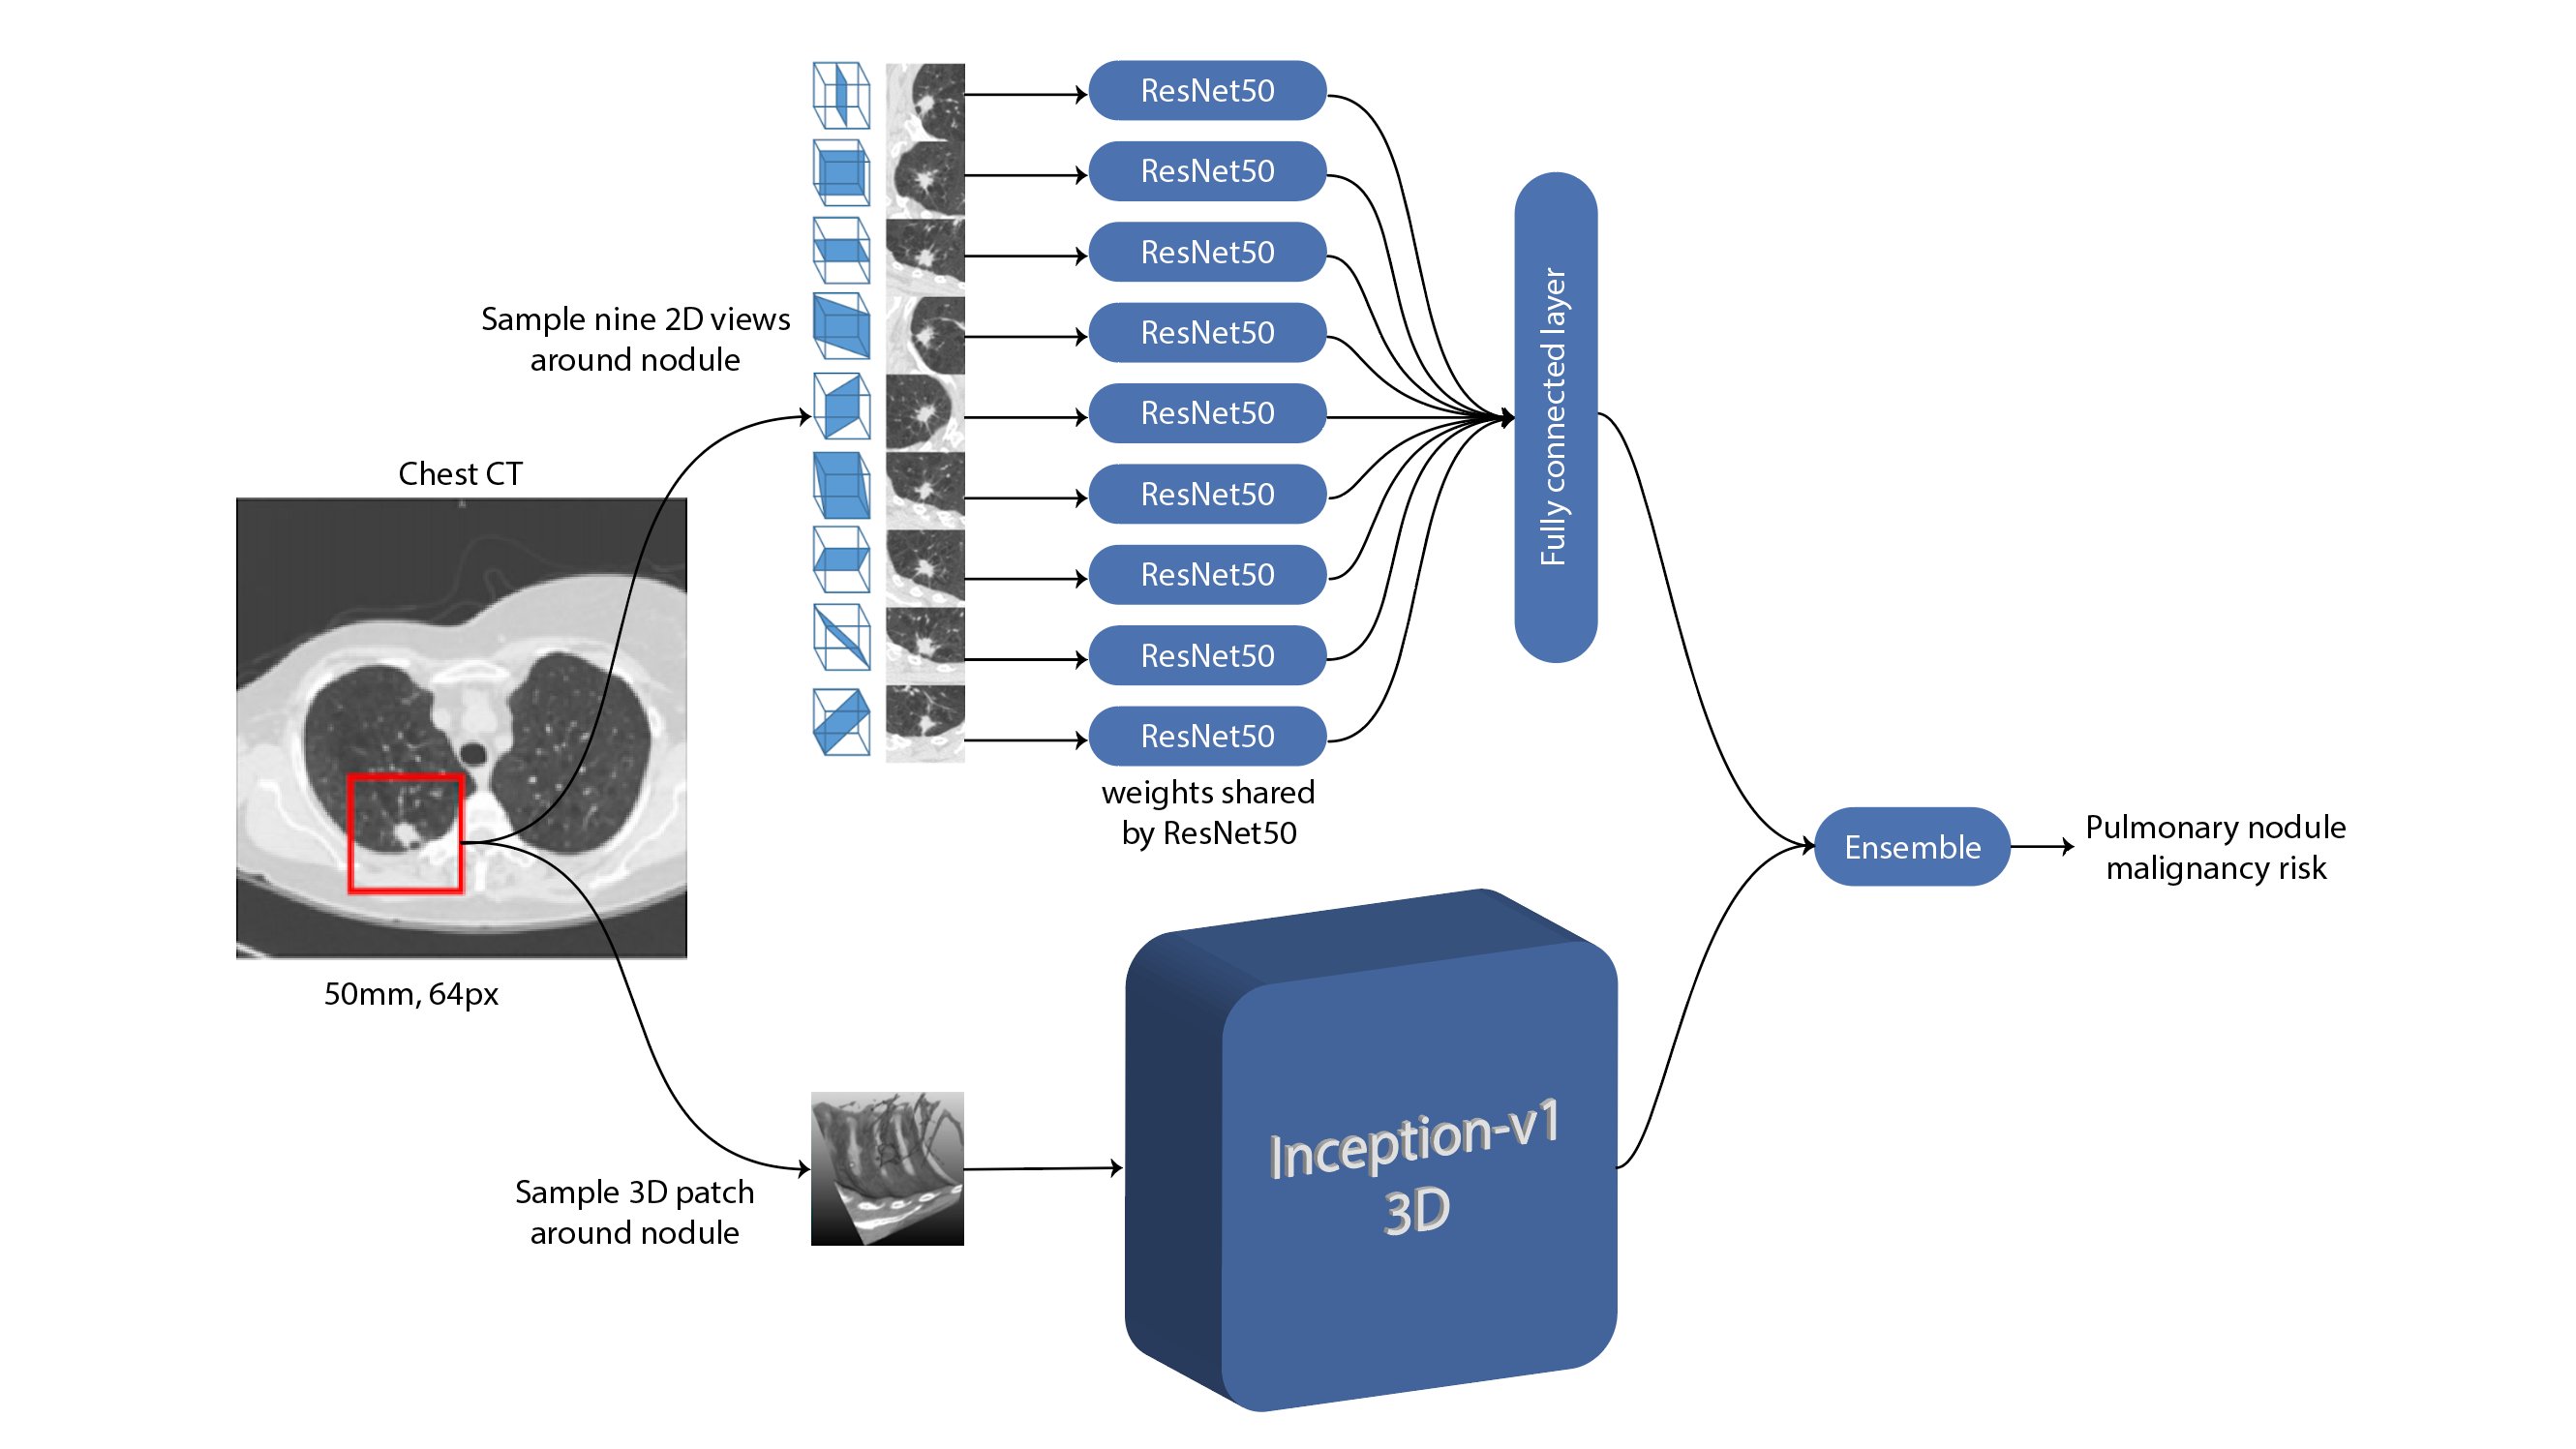 ResNet50
ResNet50
ResNet50
Sample nine 2D views
around nodule
ResNet50
ResNet50
Chest CT
ResNet50
ResNet50
ResNet50
ResNet50
weights shared
by ResNet50
Fully connected layer
Ensemble
Pulmonary nodule
malignancy risk
50mm, 64px
Sample 3D patch
around nodule
Inception-v1
3D